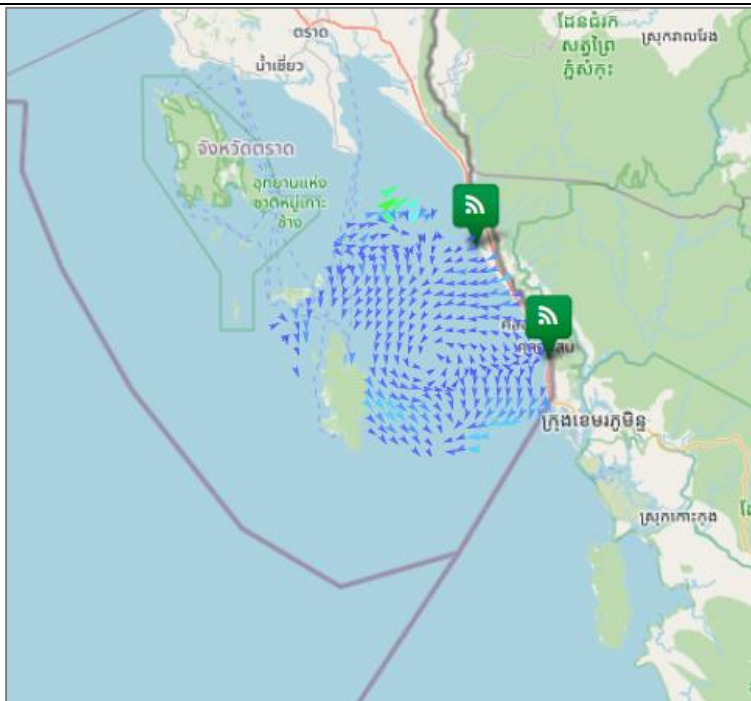 ตราด
ដែនជំរក
សត្វព្រៃ
ភ្នំសំកុះ
ស្រុកវាលវែង
น้ำเชี่ยว
จังหวัดตราด
อุทยานแห่ง
ชาติหมู่เกาะ
ช้าง
ក្រុងខេមរភូមិន្ទ
ស្រុកកោះកុង